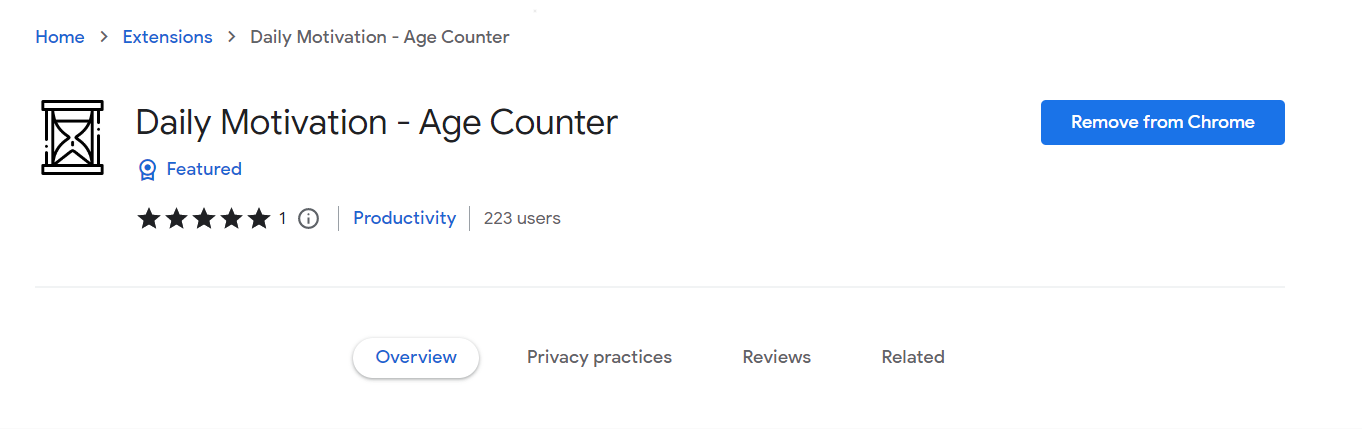 Home > Extensions > Daily Motivation - Age Counter
Daily Motivation - Age Counter
Remove from Chrome
Featured
1 Productivity 223 users
Overview Privacy practices Reviews Related